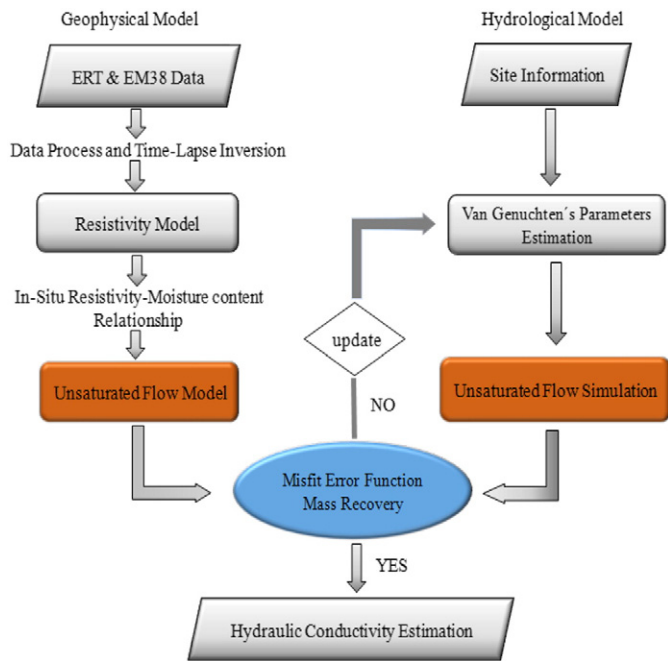 Geophysical Model
Hydrological Model
ERT & EM38 Data
Site Information
Data Process and Time-Lapse Inversion
Resistivity Model
Van Genuchten´s Parameters
Estimation
In-Situ Resistivity-Moisture content
Relationship
update
Unsaturated Flow Model
Unsaturated Flow Simulation
NO
Misfit Error Function
Mass Recovery
YES
Hydraulic Conductivity Estimation